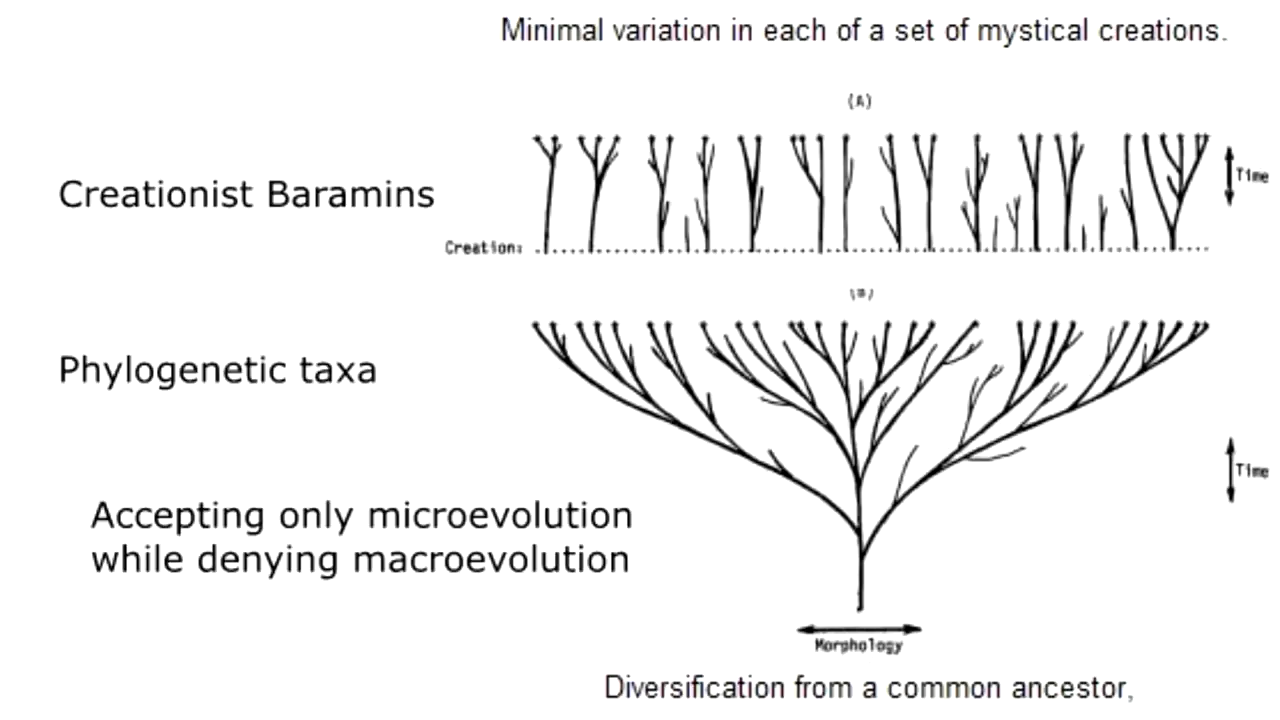 Minimal variation in each of a set of mystical creations.
(A)
Creationist Baramins
Time
Creation:
(B)
Phylogenetic taxa
Time
Accepting only microevolution
while denying macroevolution
Morphology
Diversification from a common ancestor,